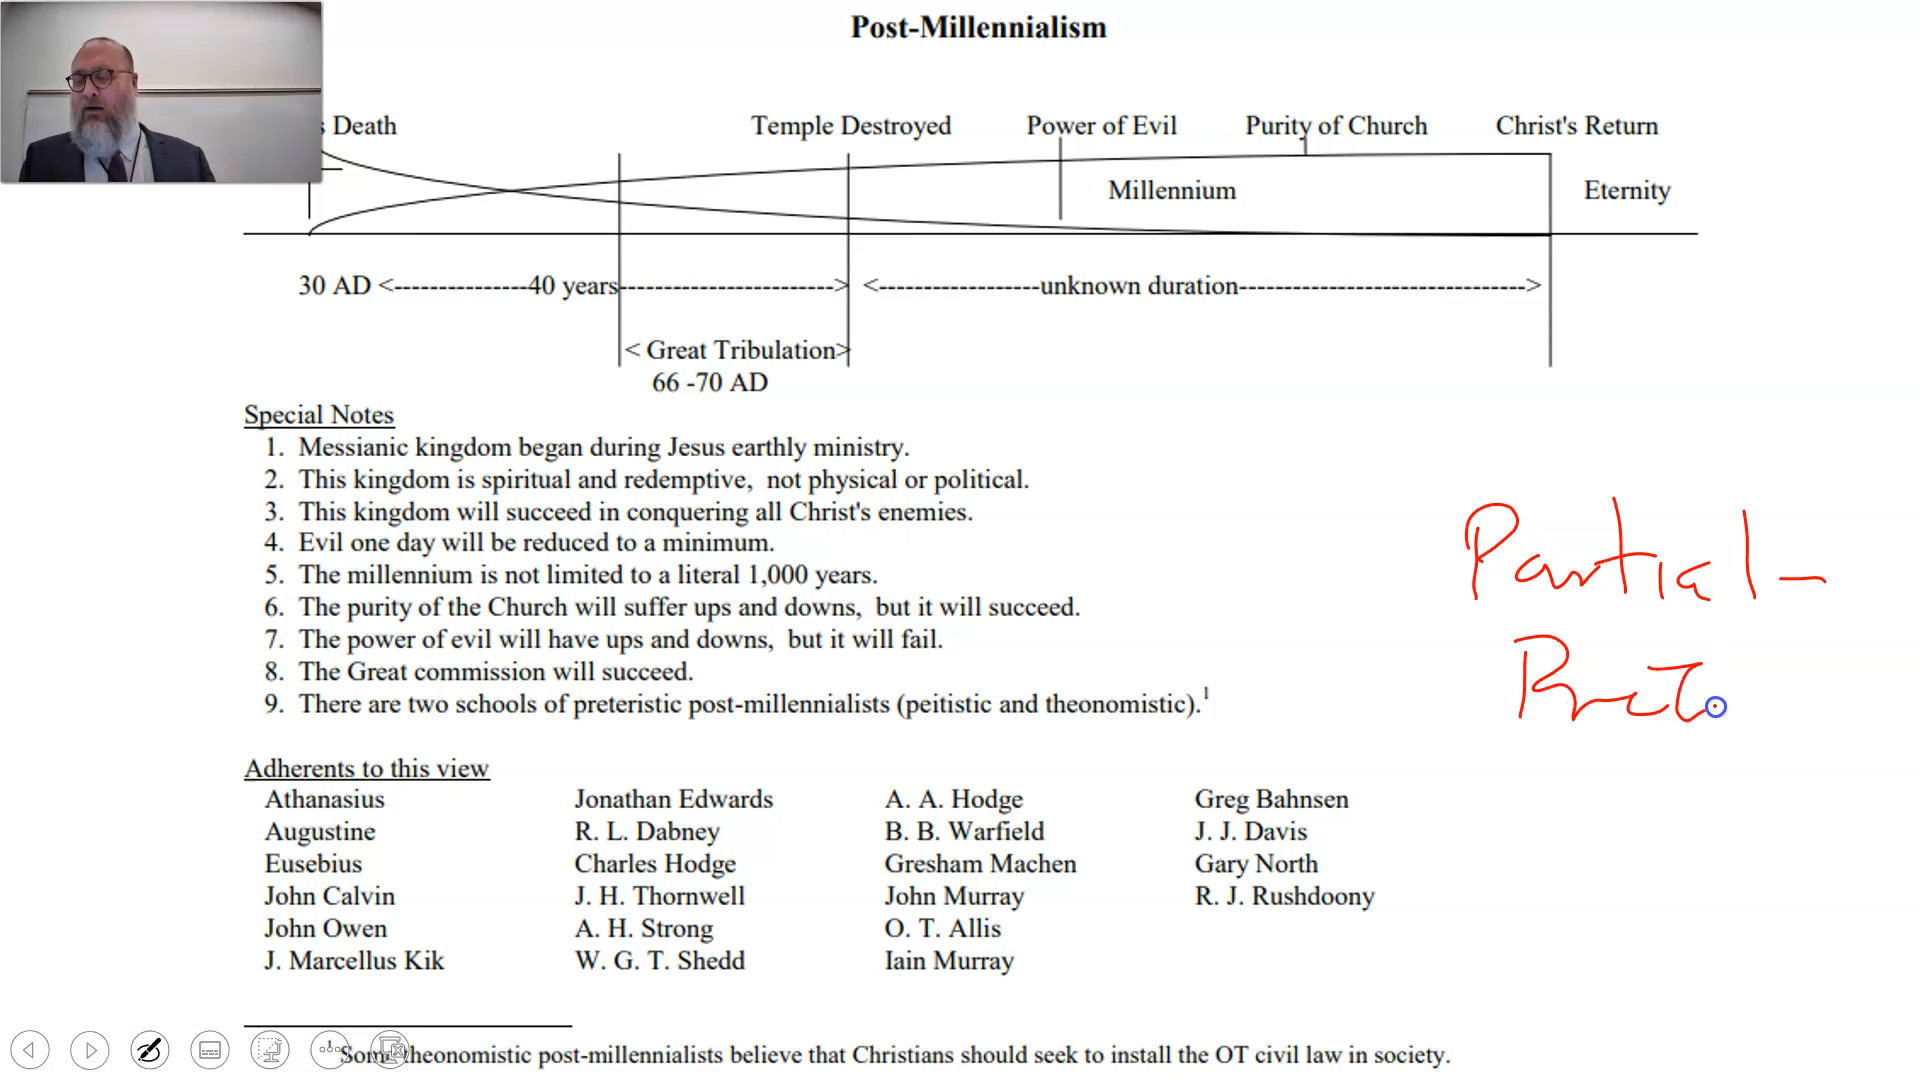 Post-Millennialism
s Death
Temple Destroyed
Power of Evil
Purity of Church
Christ's Return
Millennium
Eternity
30 AD <---------------40 years------------------------> <------------------unknown duration------------------------------>
< Great Tribulation>
66 -70 AD
Special Notes
1. Messianic kingdom began during Jesus earthly ministry.
2. This kingdom is spiritual and redemptive, not physical or political.
3. This kingdom will succeed in conquering all Christ's enemies.
4. Evil one day will be reduced to a minimum.
5. The millennium is not limited to a literal 1,000 years.
6. The purity of the Church will suffer ups and downs, but it will succeed.
7. The power of evil will have ups and downs, but it will fail.
8. The Great commission will succeed.
9. There are two schools of preteristic post-millennialists (peitistic and theonomistic).1
Partial-
Preter
Adherents to this view
Athanasius Jonathan Edwards A. A. Hodge Greg Bahnsen
Augustine R. L. Dabney B. B. Warfield J. J. Davis
Eusebius Charles Hodge Gresham Machen Gary North
John Calvin J. H. Thornwell John Murray R. J. Rushdoony
John Owen A. H. Strong O. T. Allis
J. Marcellus Kik W. G. T. Shedd Iain Murray
1 Some theonomistic post-millennialists believe that Christians should seek to install the OT civil law in society.